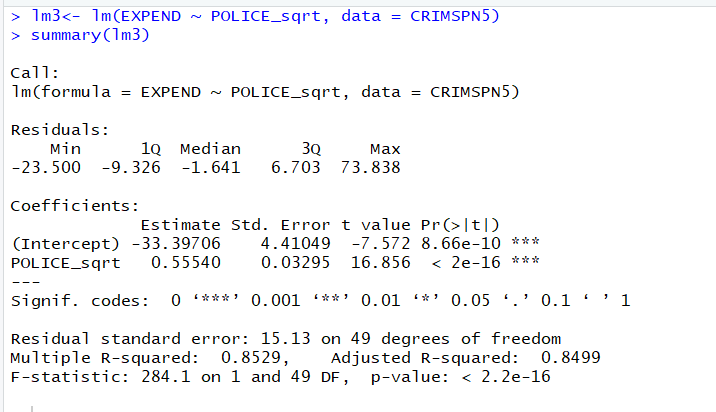 > lm3<- lm(EXPEND ~ POLICE_sqrt, data = CRIMSPN5)
> summary(lm3)
Call:
lm(formula = EXPEND ~ POLICE_sqrt, data = CRIMSPN5)
Residuals:
    Min      1Q  Median      3Q     Max
-23.500  -9.326  -1.641   6.703  73.838
Coefficients:
             Estimate Std. Error t value Pr(>|t|)
(Intercept) -33.39706    4.41049  -7.572 8.66e-10 ***
POLICE_sqrt   0.55540    0.03295  16.856  < 2e-16 ***
---
Signif. codes:  0 ‘***’ 0.001 ‘**’ 0.01 ‘*’ 0.05 ‘.’ 0.1 ‘ ’ 1
Residual standard error: 15.13 on 49 degrees of freedom
Multiple R-squared:  0.8529,    Adjusted R-squared:  0.8499
F-statistic: 284.1 on 1 and 49 DF,  p-value: < 2.2e-16